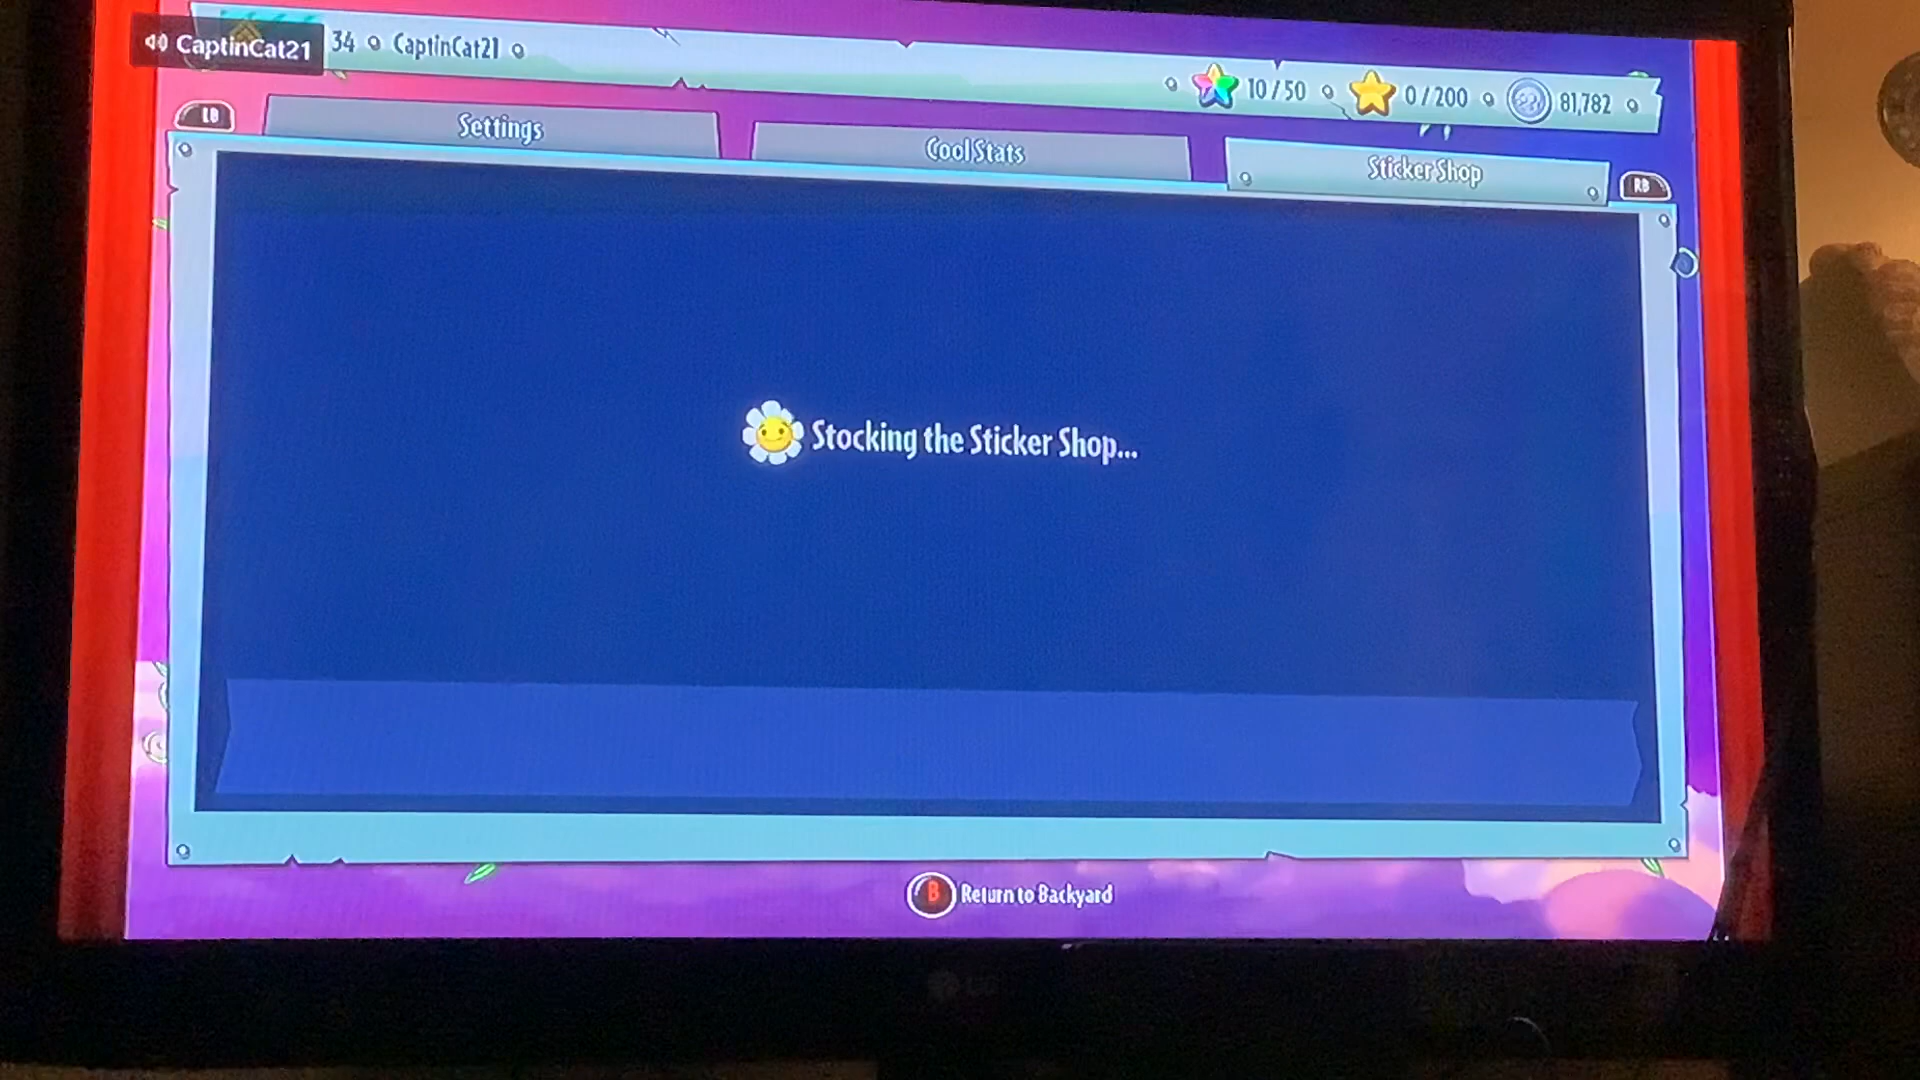 CaptinCat21
34 CaptinCat21
10/50 0/200 81,782
LB Settings Cool Stats Sticker Shop RB
Stocking the Sticker Shop...
B Return to Backyard